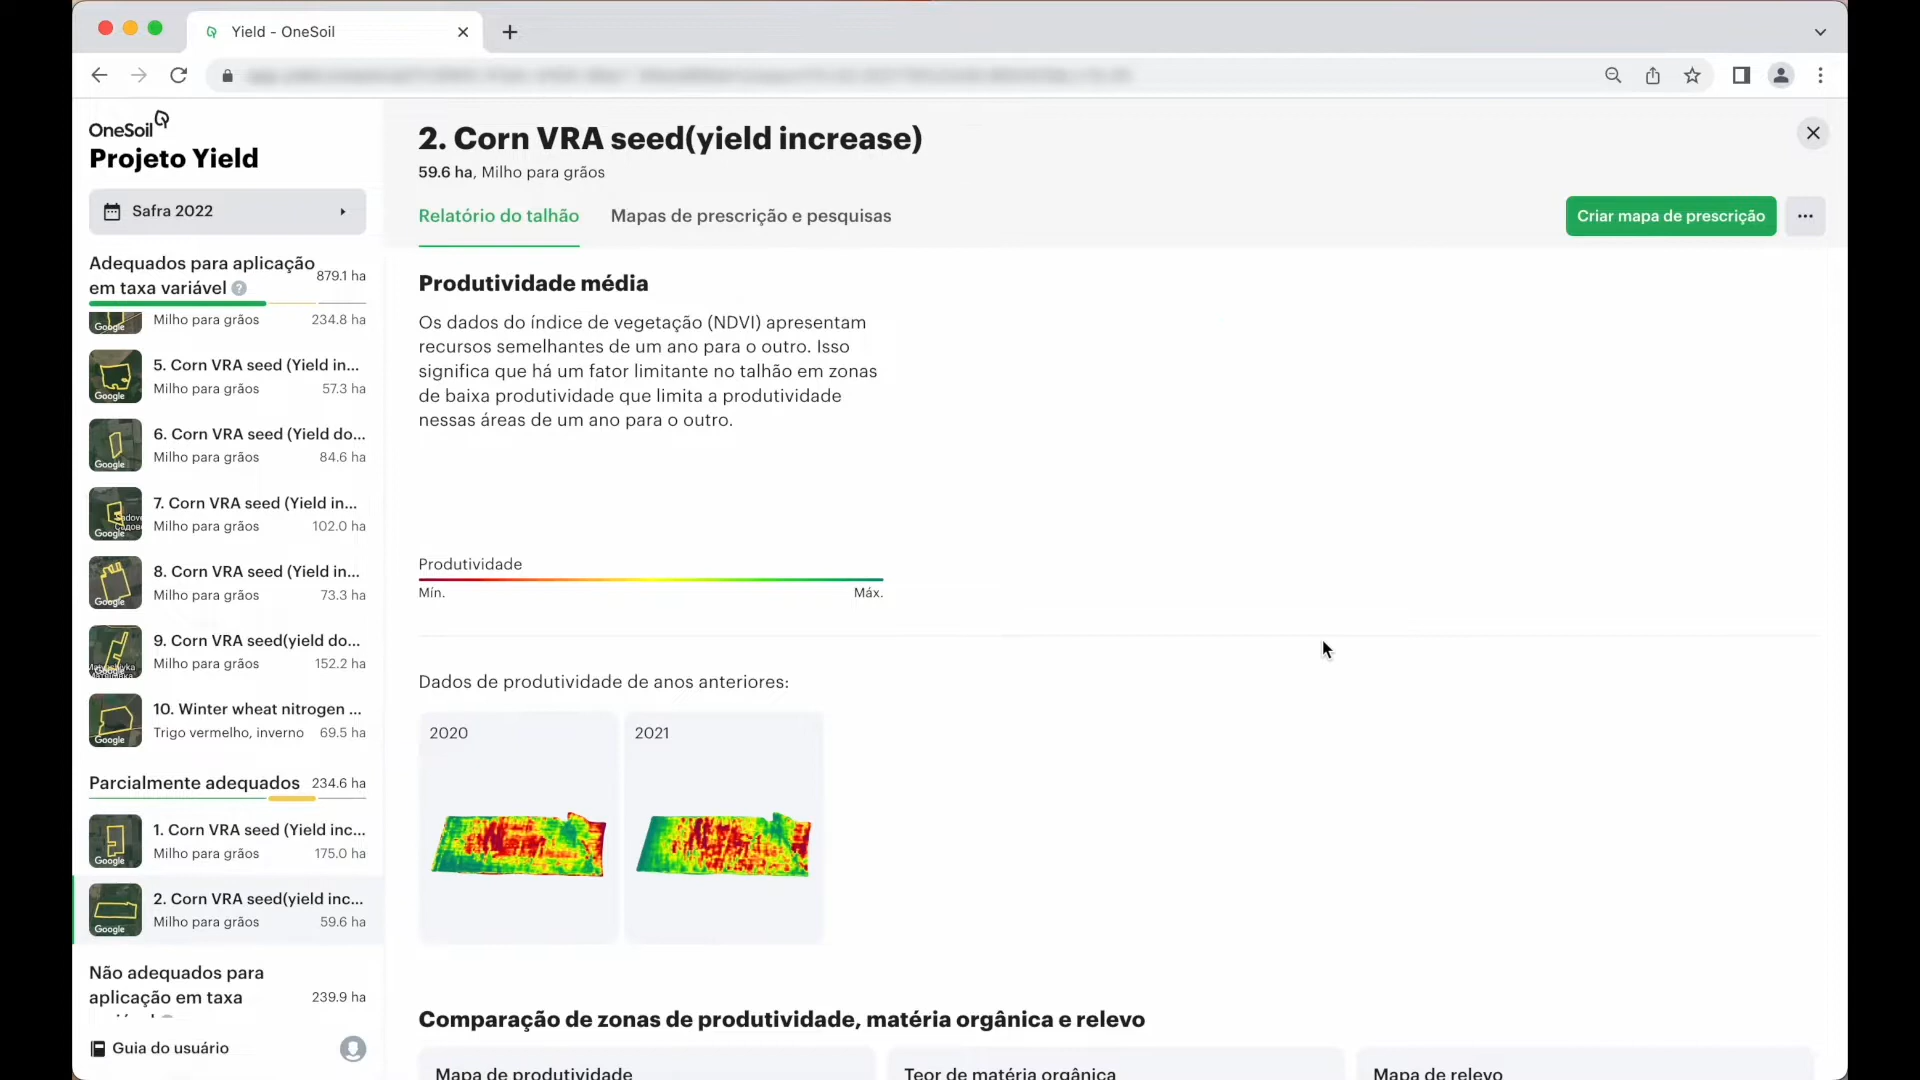 Yield - OneSoil
OneSoil
Projeto Yield
Safra 2022
Adequados para aplicação
em taxa variável ?
879.1 ha
Google
Milho para grãos 234.8 ha
5. Corn VRA seed (Yield in...
Milho para grãos 57.3 ha
Google
6. Corn VRA seed (Yield do...
Milho para grãos 84.6 ha
Google
7. Corn VRA seed (Yield in...
Milho para grãos 102.0 ha
Google
8. Corn VRA seed (Yield in...
Milho para grãos 73.3 ha
Google
9. Corn VRA seed(yield do...
Milho para grãos 152.2 ha
10. Winter wheat nitrogen ...
Trigo vermelho, inverno 69.5 ha
Google
Parcialmente adequados 234.6 ha
1. Corn VRA seed (Yield inc...
Milho para grãos 175.0 ha
Google
2. Corn VRA seed(yield inc...
Milho para grãos 59.6 ha
Google
Não adequados para
aplicação em taxa
239.9 ha
Guia do usuário
2. Corn VRA seed(yield increase)
59.6 ha, Milho para grãos
Relatório do talhão Mapas de prescrição e pesquisas
Criar mapa de prescrição
Produtividade média
Os dados do índice de vegetação (NDVI) apresentam
recursos semelhantes de um ano para o outro. Isso
significa que há um fator limitante no talhão em zonas
de baixa produtividade que limita a produtividade
nessas áreas de um ano para o outro.
Produtividade
Mín. Máx.
Dados de produtividade de anos anteriores:
2020 2021
Comparação de zonas de produtividade, matéria orgânica e relevo
Mapa de produtividade Teor de matéria orgânica Mapa de relevo